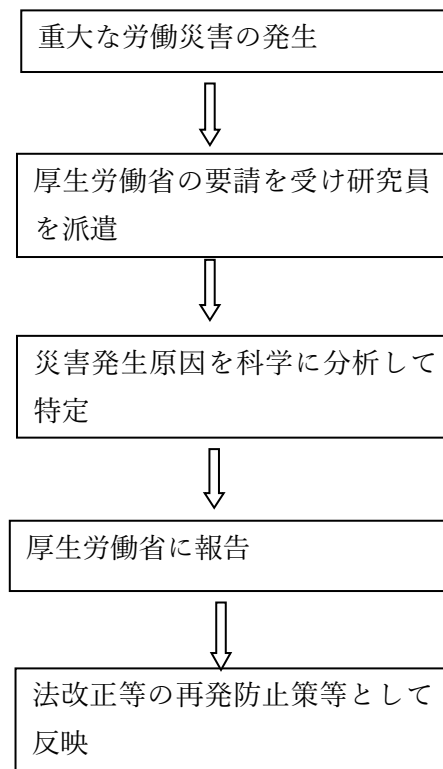 重大な労働災害の発生
厚生労働省の要請を受け研究員
を派遣
災害発生原因を科学に分析して
特定
厚生労働省に報告
法改正等の再発防止策等として
反映